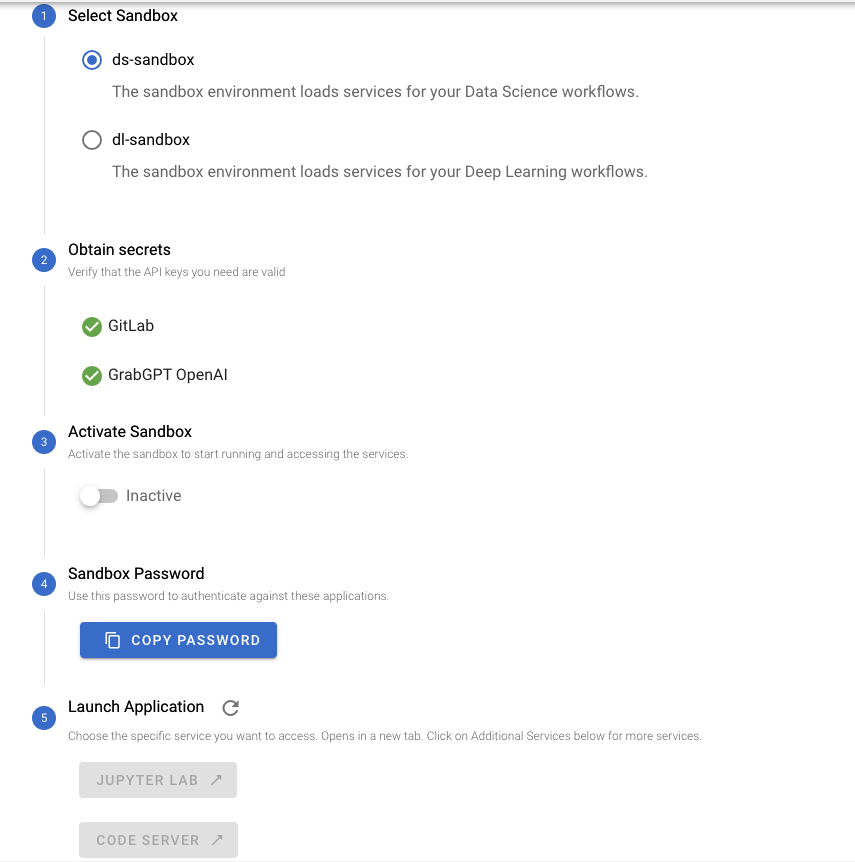 1 Select Sandbox
ds-sandbox
The sandbox environment loads services for your Data Science workflows.
dl-sandbox
The sandbox environment loads services for your Deep Learning workflows.
2 Obtain secrets
Verify that the API keys you need are valid
GitLab
GrabGPT OpenAI
3 Activate Sandbox
Activate the sandbox to start running and accessing the services.
Inactive
4 Sandbox Password
Use this password to authenticate against these applications.
COPY PASSWORD
5 Launch Application
Choose the specific service you want to access. Opens in a new tab. Click on Additional Services below for more services.
JUPYTER LAB
CODE SERVER